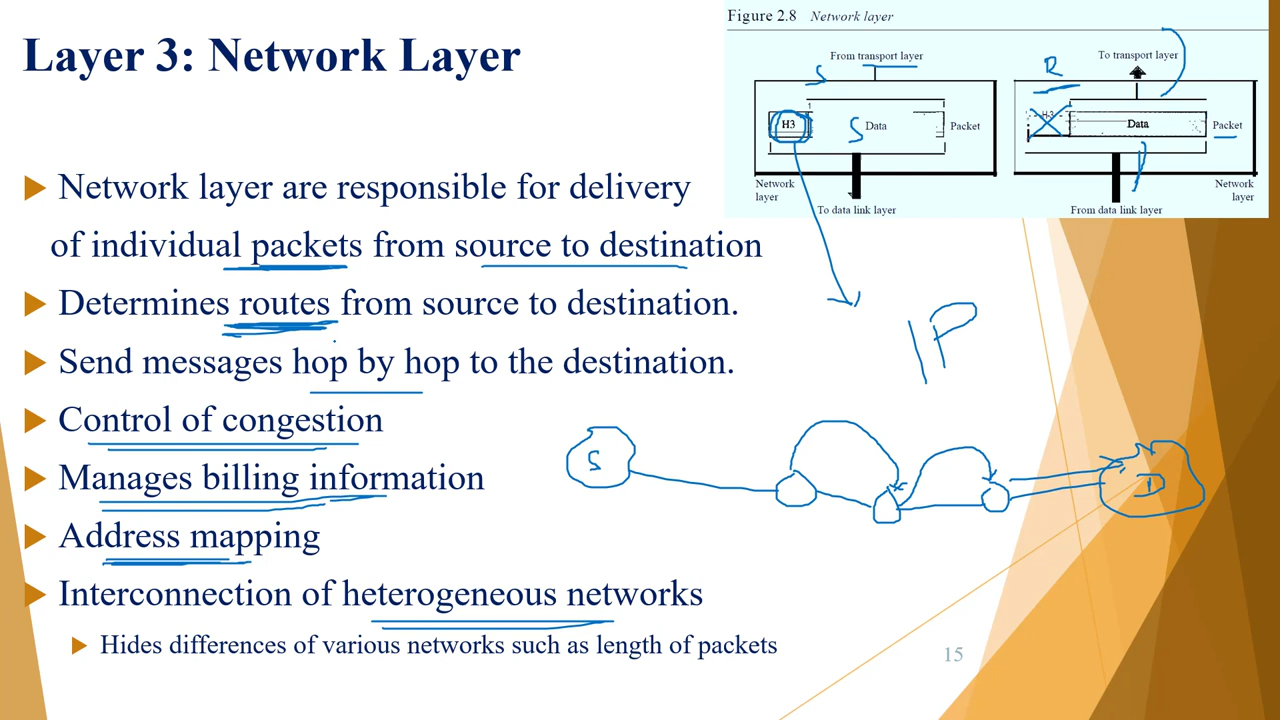 Layer 3: Network Layer
Figure 2.8 Network layer
From transport layer
To transport layer
S
R
H3
S
Data
Packet
H3
Data
Packet
Network
layer
To data link layer
From data link layer
Network
layer
Network layer are responsible for delivery
of individual packets from source to destination
Determines routes from source to destination.
Send messages hop by hop to the destination.
IP
Control of congestion
S
D
Manages billing information
Address mapping
Interconnection of heterogeneous networks
Hides differences of various networks such as length of packets
15